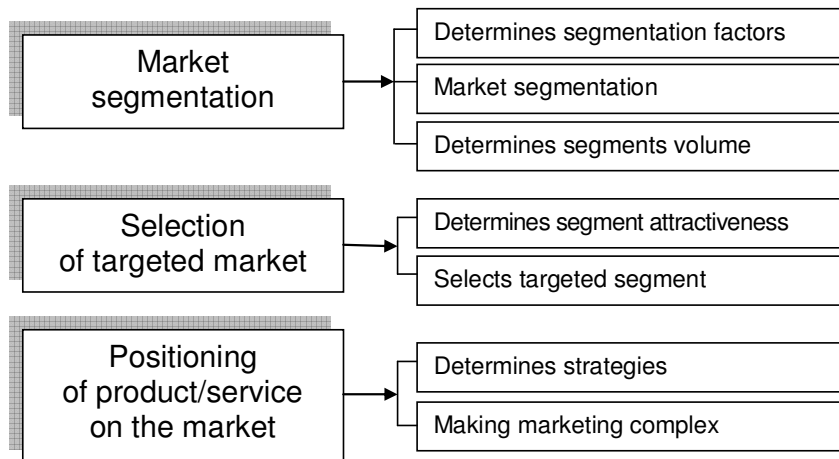 Market
segmentation
Determines segmentation factors
Market segmentation
Determines segments volume
Selection
of targeted market
Determines segment attractiveness
Selects targeted segment
Positioning
of product/service
on the market
Determines strategies
Making marketing complex